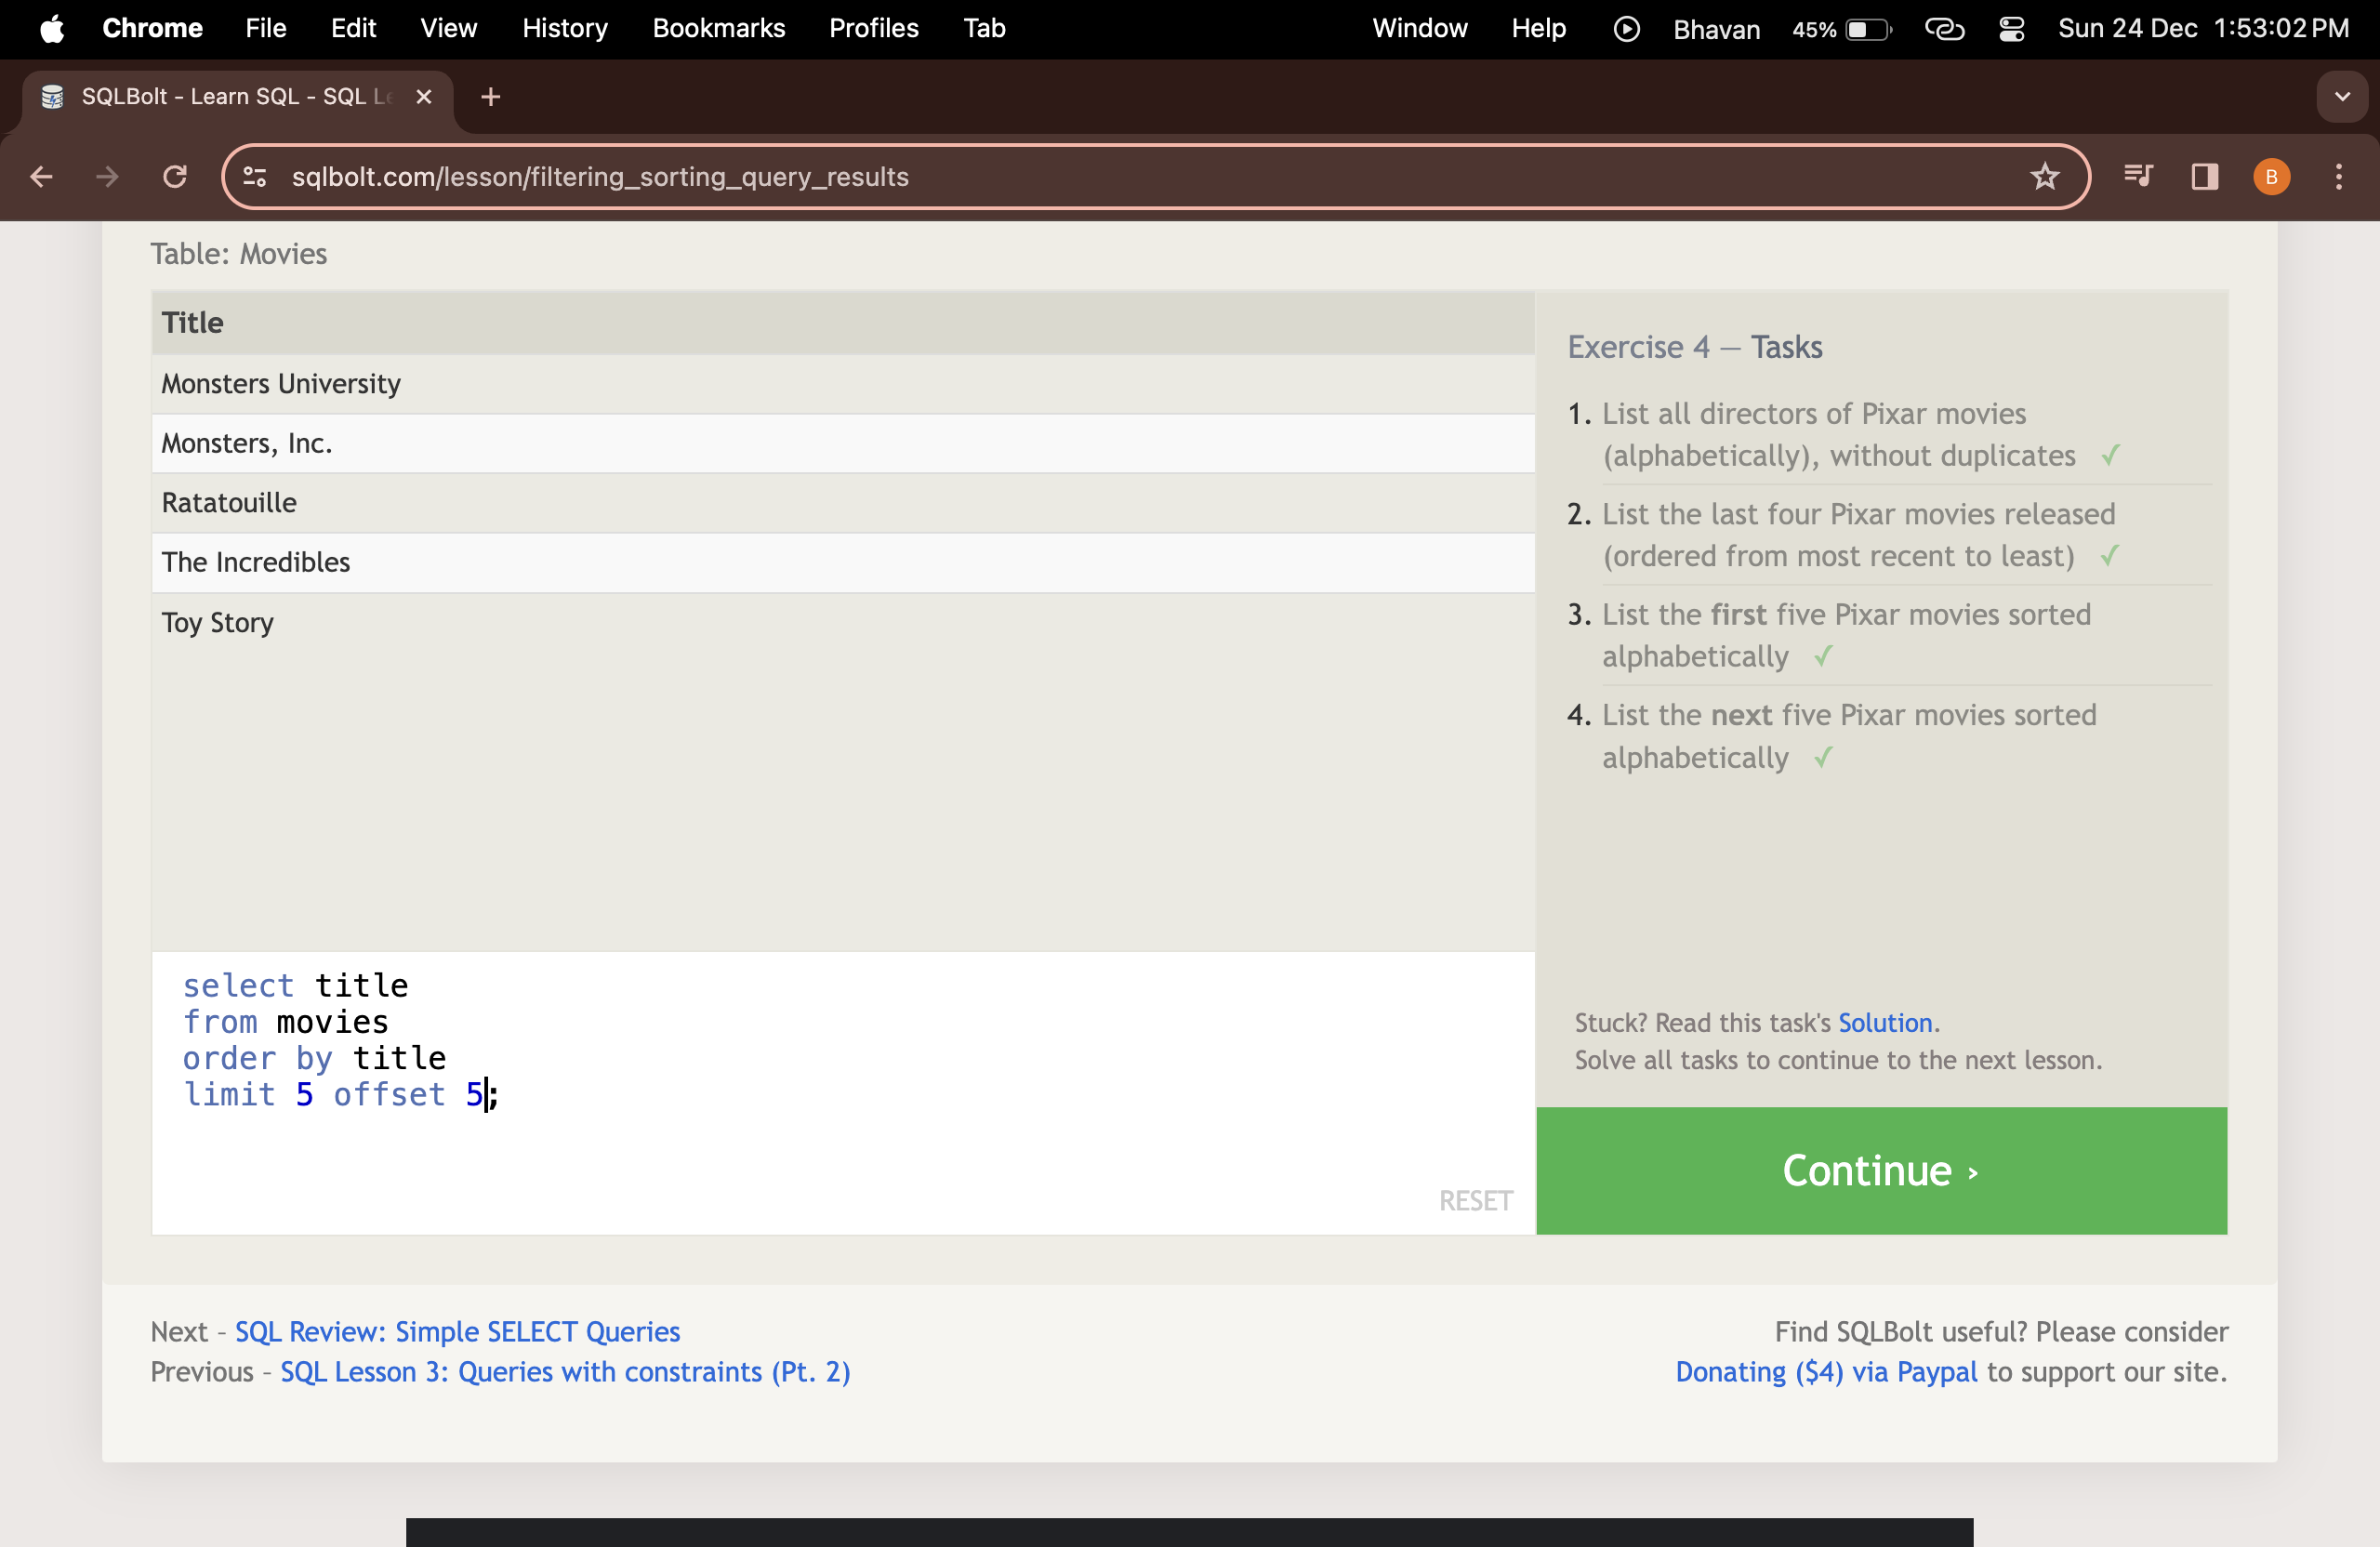 Chrome File Edit View History Bookmarks Profiles Tab Window Help Bhavan 45% Sun 24 Dec 1:53:02 PM
SQLBolt - Learn SQL - SQL
sqlbolt.com/lesson/filtering_sorting_query_results B
Table: Movies
Title
Monsters University
Monsters, Inc.
Ratatouille
The Incredibles
Toy Story
select title
from movies
order by title
limit 5 offset 5;
RESET
Exercise 4 — Tasks
1. List all directors of Pixar movies
(alphabetically), without duplicates ✓
2. List the last four Pixar movies released
(ordered from most recent to least) ✓
3. List the first five Pixar movies sorted
alphabetically ✓
4. List the next five Pixar movies sorted
alphabetically ✓
Stuck? Read this task's Solution.
Solve all tasks to continue to the next lesson.
Continue ›
Next – SQL Review: Simple SELECT Queries
Previous – SQL Lesson 3: Queries with constraints (Pt. 2)
Find SQLBolt useful? Please consider
Donating ($4) via Paypal to support our site.